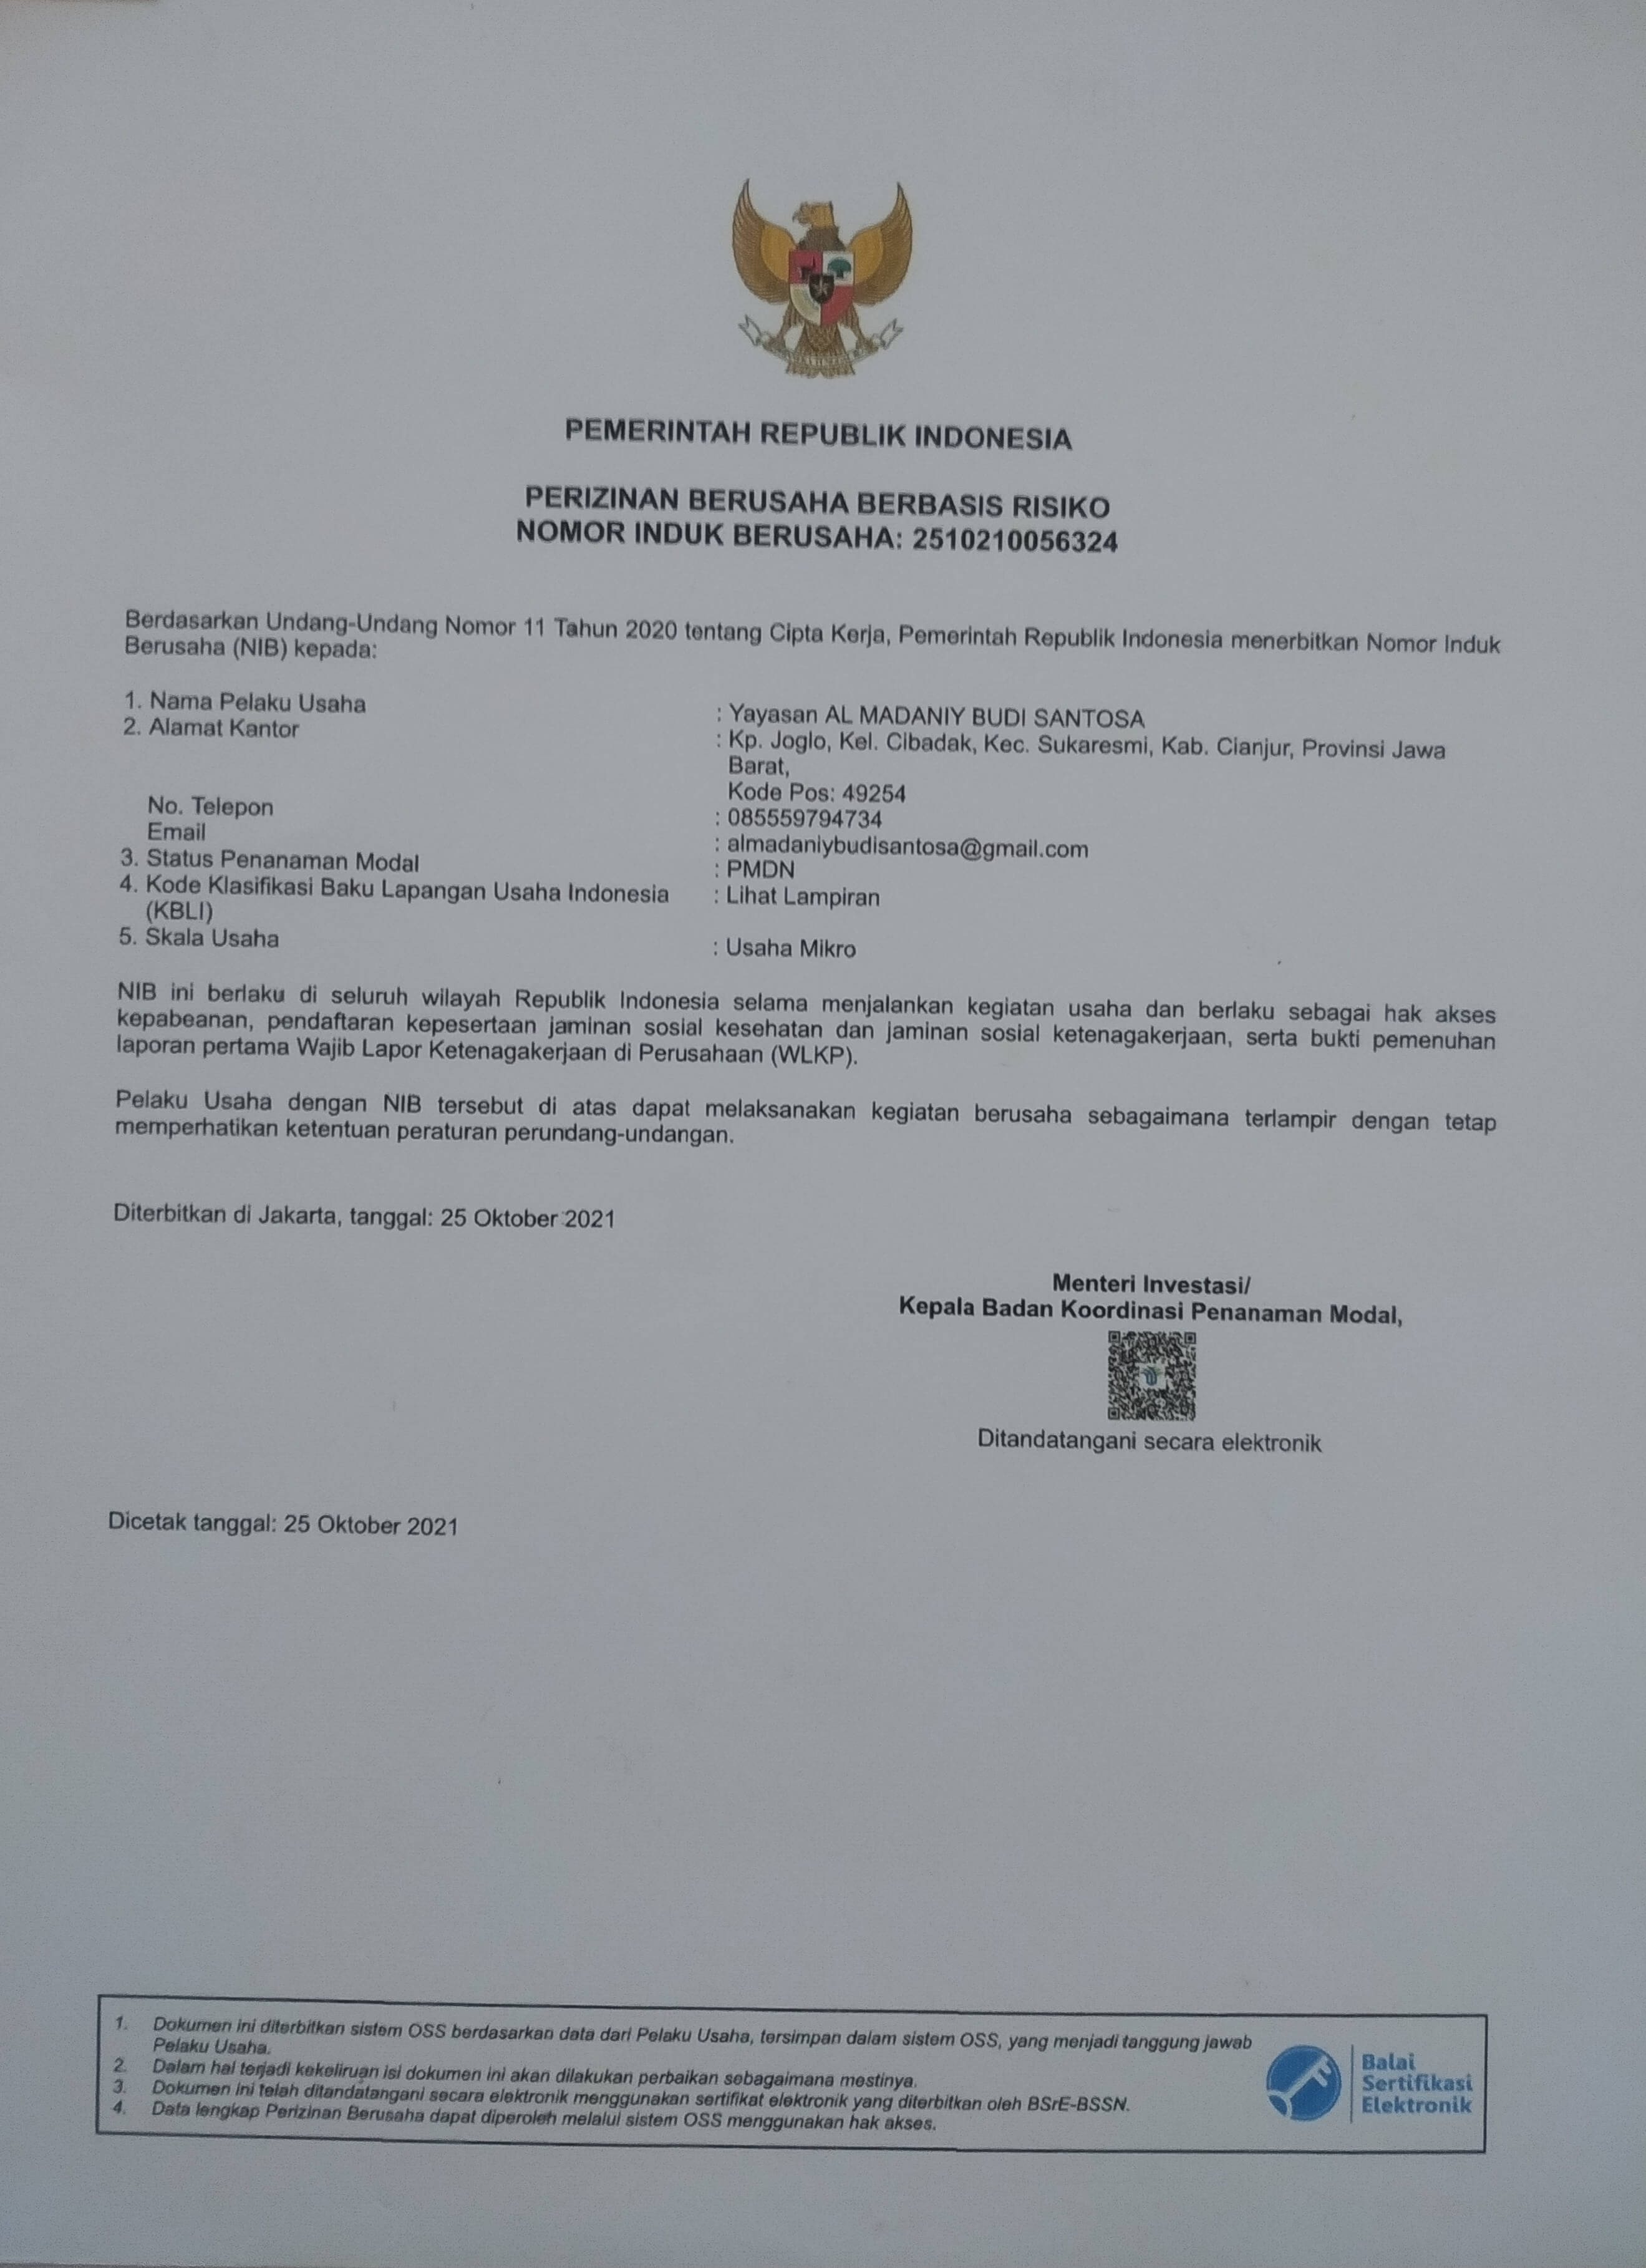 PEMERINTAH REPUBLIK INDONESIA
PERIZINAN BERUSAHA BERBASIS RISIKO
NOMOR INDUK BERUSAHA: 2510210056324
Berdasarkan Undang-Undang Nomor 11 Tahun 2020 tentang Cipta Kerja, Pemerintah Republik Indonesia menerbitkan Nomor Induk
Berusaha (NIB) kepada:
1. Nama Pelaku Usaha : Yayasan AL MADANIY BUDI SANTOSA
2. Alamat Kantor : Kp. Joglo, Kel. Cibadak, Kec. Sukaresmi, Kab. Cianjur, Provinsi Jawa
Barat,
Kode Pos: 49254
No. Telepon : 085559794734
Email : almadaniybudisantosa@gmail.com
3. Status Penanaman Modal : PMDN
4. Kode Klasifikasi Baku Lapangan Usaha Indonesia : Lihat Lampiran
(KBLI)
5. Skala Usaha : Usaha Mikro
NIB ini berlaku di seluruh wilayah Republik Indonesia selama menjalankan kegiatan usaha dan berlaku sebagai hak akses
kepabeanan, pendaftaran kepesertaan jaminan sosial kesehatan dan jaminan sosial ketenagakerjaan, serta bukti pemenuhan
laporan pertama Wajib Lapor Ketenagakerjaan di Perusahaan (WLKP).
Pelaku Usaha dengan NIB tersebut di atas dapat melaksanakan kegiatan berusaha sebagaimana terlampir dengan tetap
memperhatikan ketentuan peraturan perundang-undangan.
Diterbitkan di Jakarta, tanggal: 25 Oktober 2021
Menteri Investasi/
Kepala Badan Koordinasi Penanaman Modal,
Ditandatangani secara elektronik
Dicetak tanggal: 25 Oktober 2021
1. Dokumen ini diterbitkan sistem OSS berdasarkan data dari Pelaku Usaha, tersimpan dalam sistem OSS, yang menjadi tanggung jawab
Pelaku Usaha.
2. Dalam hal terjadi kekeliruan isi dokumen ini akan dilakukan perbaikan sebagaimana mestinya.
3. Dokumen ini telah ditandatangani secara elektronik menggunakan sertifikat elektronik yang diterbitkan oleh BSrE-BSSN.
4. Data lengkap Perizinan Berusaha dapat diperoleh melalui sistem OSS menggunakan hak akses.
Balai
Sertifikasi
Elektronik